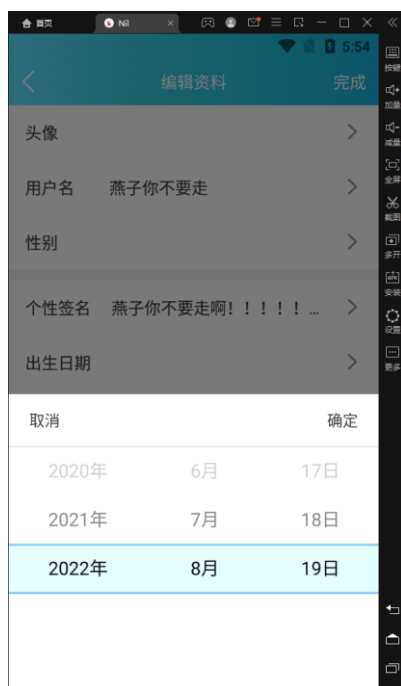 首页 Nil
5:54
编辑资料 完成
头像
用户名 燕子你不要走
性别
个性签名 燕子你不要走啊！！！！！...
出生日期
取消 确定
2020年 6月 17日
2021年 7月 18日
2022年 8月 19日
按键
加量
减量
全屏
截图
多开
安装
设置
更多